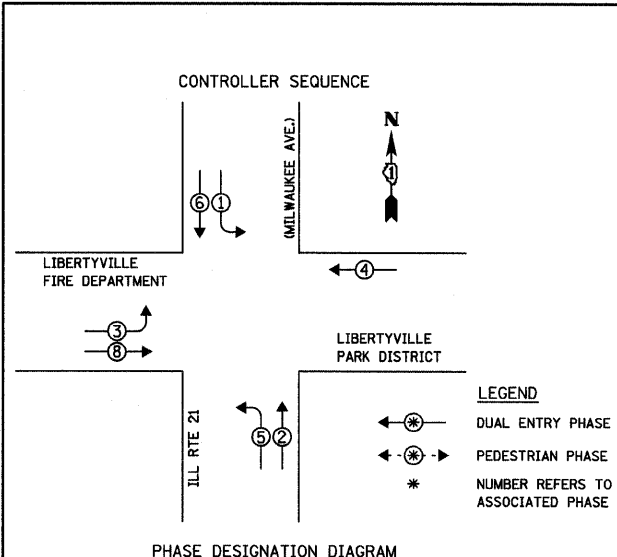 CONTROLLER SEQUENCE
(MILWAUKEE AVE.)
N
1
6 1
LIBERTYVILLE
FIRE DEPARTMENT
4
3
8
LIBERTYVILLE
PARK DISTRICT
ILL RTE 21
5 2
LEGEND
* DUAL ENTRY PHASE
* PEDESTRIAN PHASE
* NUMBER REFERS TO
ASSOCIATED PHASE
PHASE DESIGNATION DIAGRAM